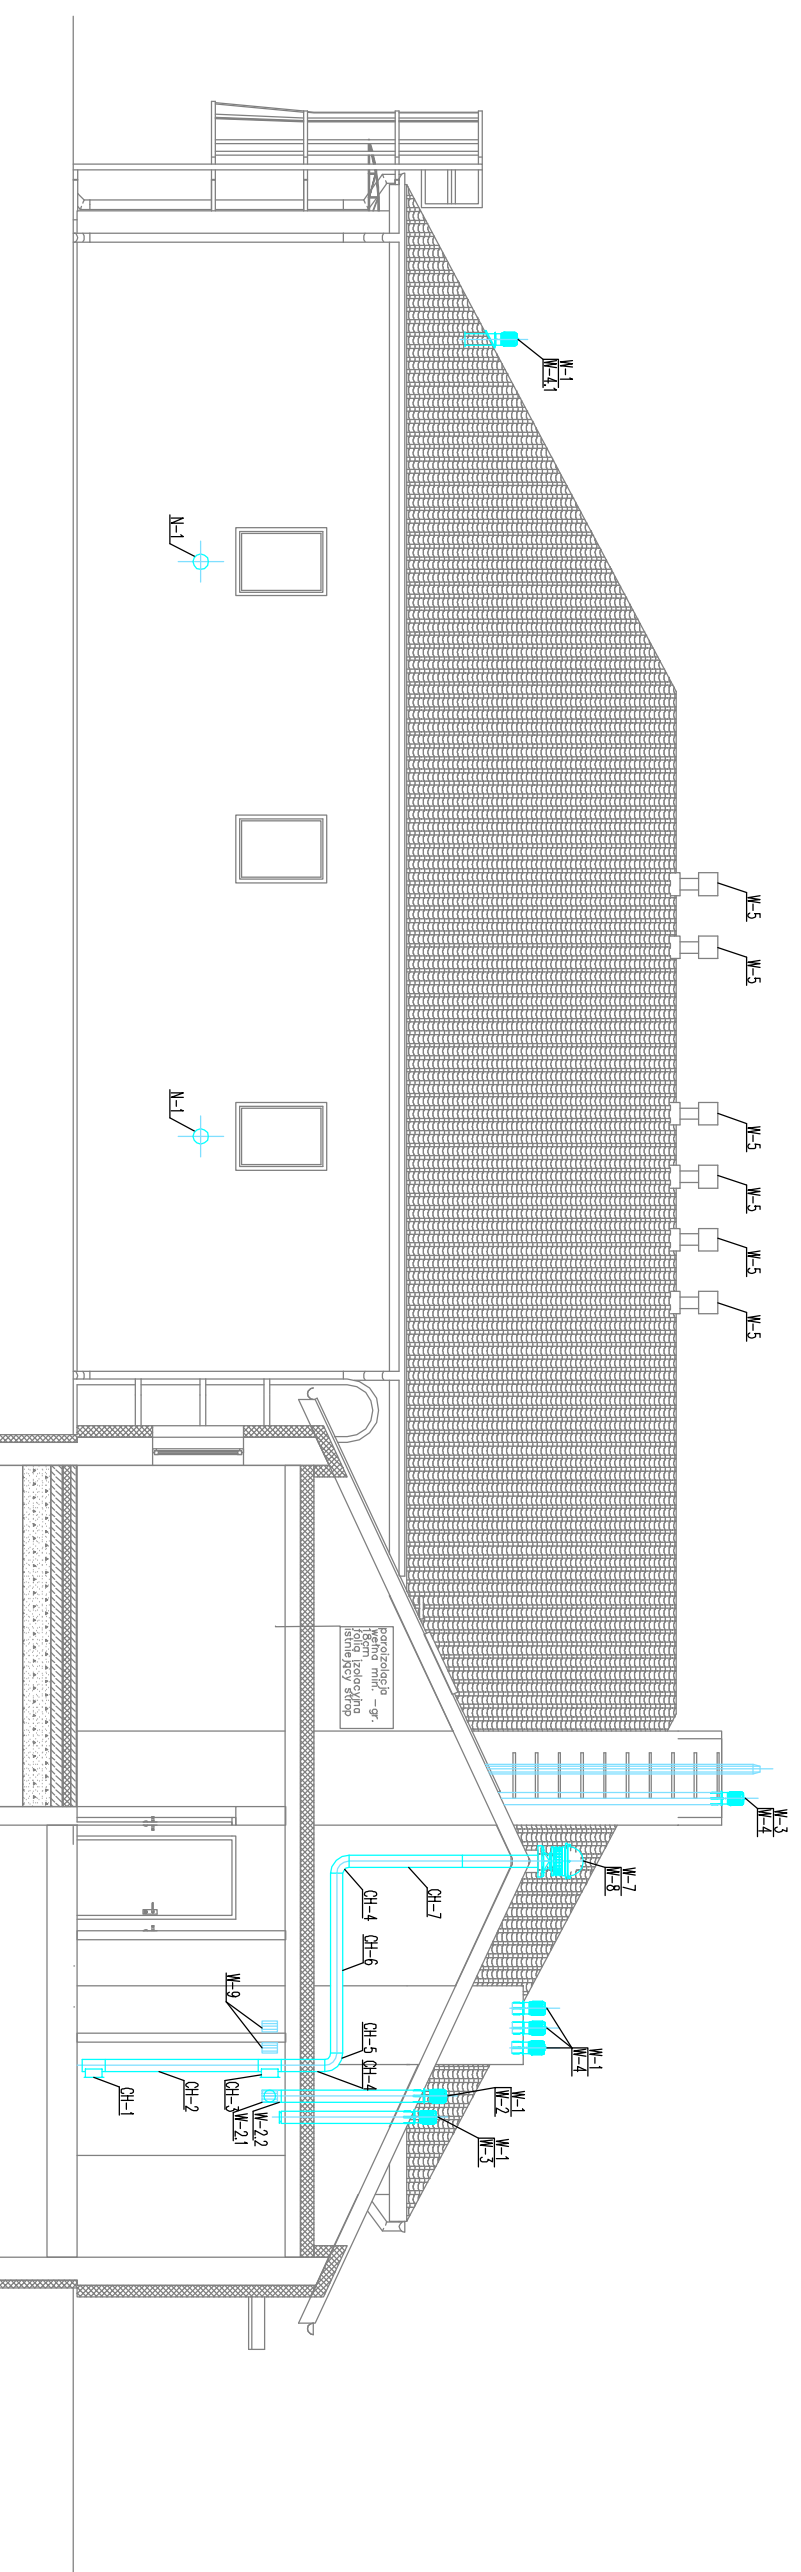 W-1
W-4.1
N-1
W-5
W-5
N-1
W-5
W-5
W-5
W-5
paroizolacja
wełna min. - gr.
18cm
folia izolacyjna
istniejący strop
W-3
W-4
W-7
W-8
CH-7
CH-4
CH-6
W-9
W-1
W-4
CH-5
CH-4
CH-1
CH-2
CH-3
W-1
W-2
W-2.2
W-2.1
W-1
W-3